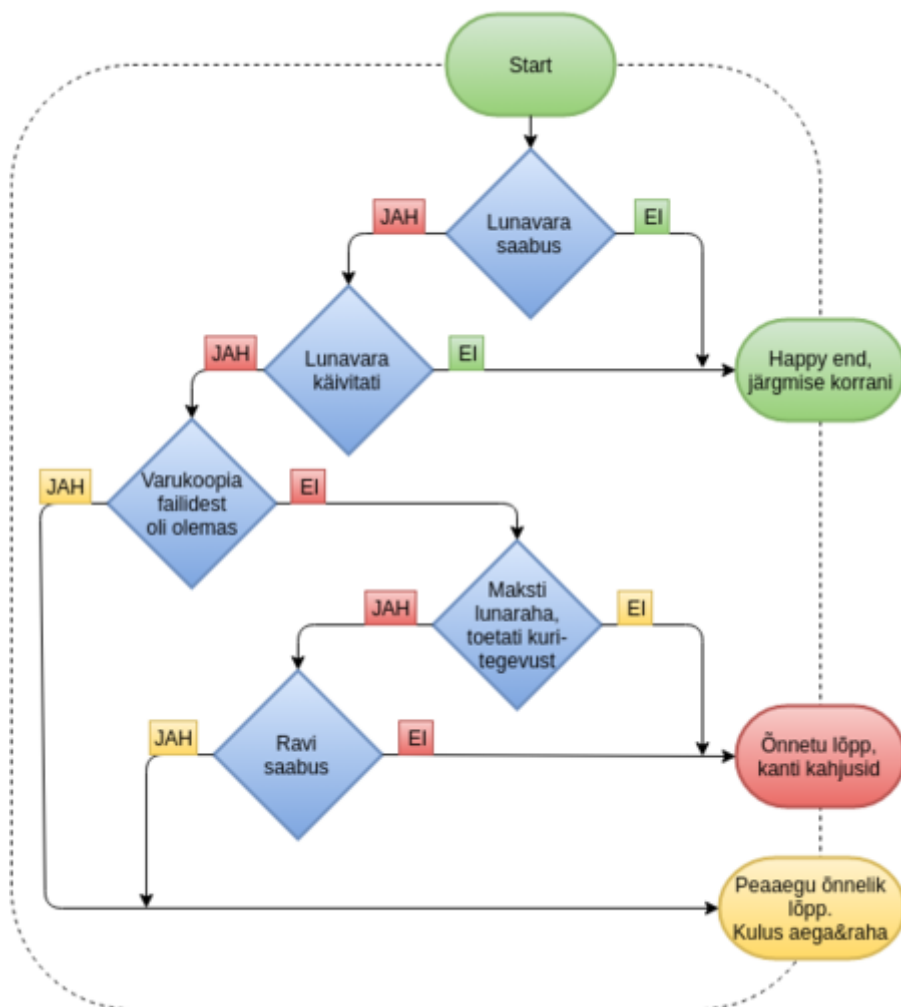 Start
JAH
Lunavara
saabus
EI
JAH
Lunavara
käivitati
EI
Happy end,
järgmise korrani
JAH
Varukoopia
failidest
oli olemas
EI
JAH
Maksti
lunaraha,
toetati kuri-
tegevust
EI
JAH
Ravi
saabus
EI
Õnnetu lõpp,
kanti kahjusid
Peaaegu õnnelik
lõpp.
Kulus aega&raha